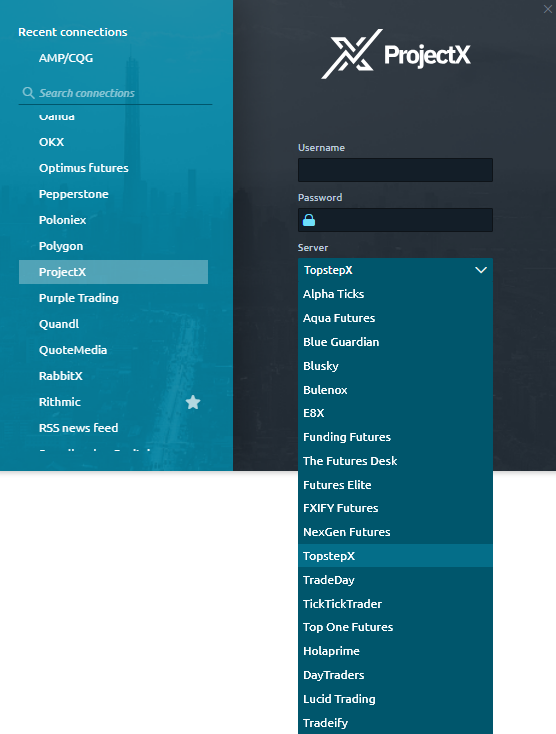 Recent connections
AMP/CQG
Search connections
Oanda
OKX
Optimus futures
Pepperstone
Poloniex
Polygon
ProjectX
Purple Trading
Quandl
QuoteMedia
RabbitX
Rithmic
RSS news feed
ProjectX
Username
Password
Server
TopstepX
Alpha Ticks
Aqua Futures
Blue Guardian
Blusky
Bulenox
E8X
Funding Futures
The Futures Desk
Futures Elite
FXIFY Futures
NexGen Futures
TopstepX
TradeDay
TickTickTrader
Top One Futures
Holaprime
DayTraders
Lucid Trading
Tradeify